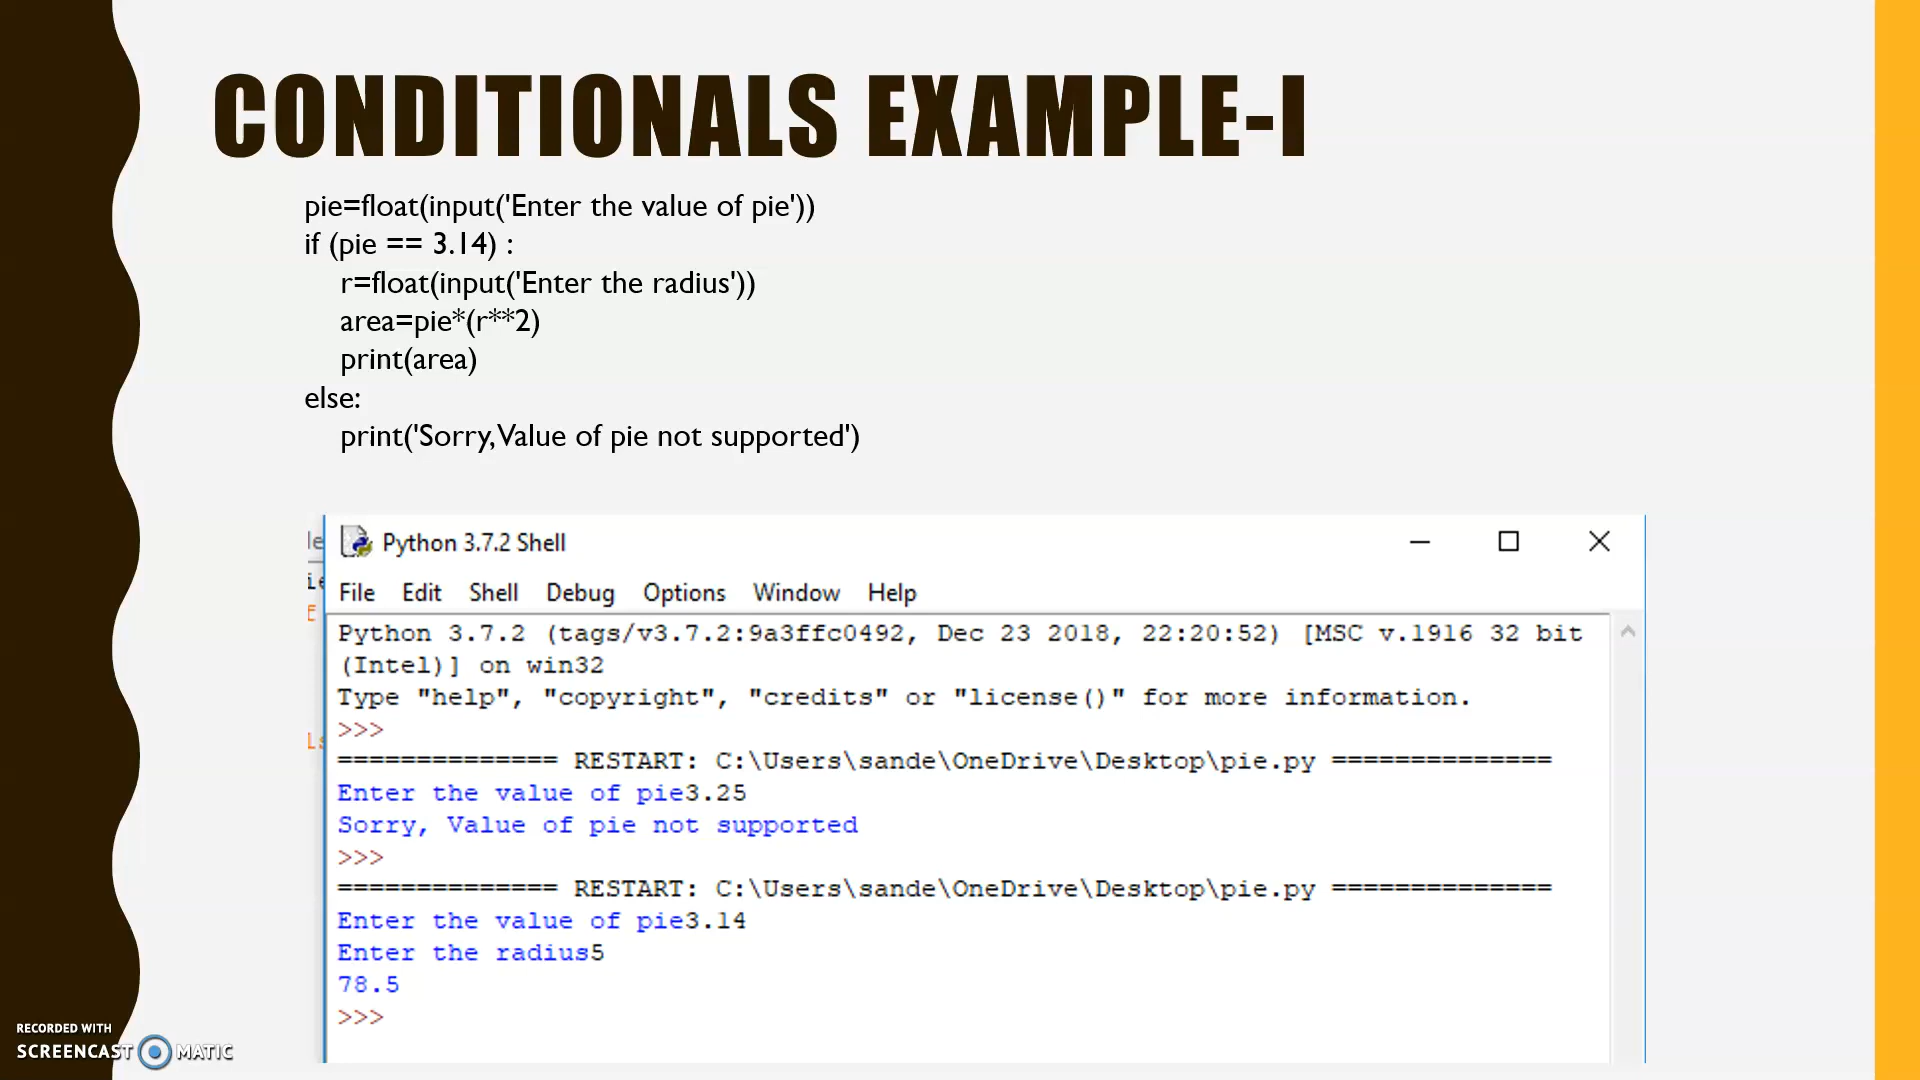 CONDITIONALS EXAMPLE-I
pie=float(input('Enter the value of pie'))
if (pie == 3.14) :
r=float(input('Enter the radius'))
area=pie*(r**2)
print(area)
else:
print('Sorry,Value of pie not supported')
Python 3.7.2 Shell
File Edit Shell Debug Options Window Help
Python 3.7.2 (tags/v3.7.2:9a3ffc0492, Dec 23 2018, 22:20:52) [MSC v.1916 32 bit
(Intel)] on win32
Type "help", "copyright", "credits" or "license()" for more information.
>>>
============== RESTART: C:\Users\sande\OneDrive\Desktop\pie.py ==============
Enter the value of pie3.25
Sorry, Value of pie not supported
>>>
============== RESTART: C:\Users\sande\OneDrive\Desktop\pie.py ==============
Enter the value of pie3.14
Enter the radius5
78.5
>>>
RECORDED WITH
SCREENCAST MATIC